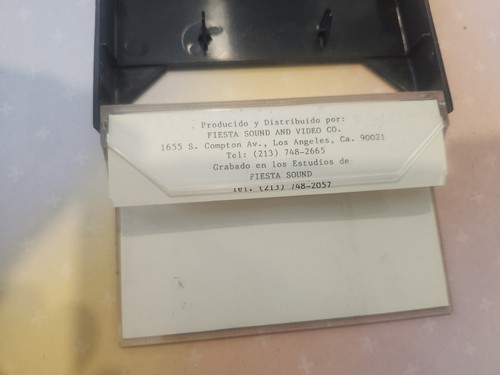 Producido y Distribuido por:
FIESTA SOUND AND VIDEO CO.
1655 S. Compton Av., Los Angeles, Ca. 90021
Tel: (213) 748-2665
Grabado en los Estudios de
FIESTA SOUND
Tel. (213) 748-2057